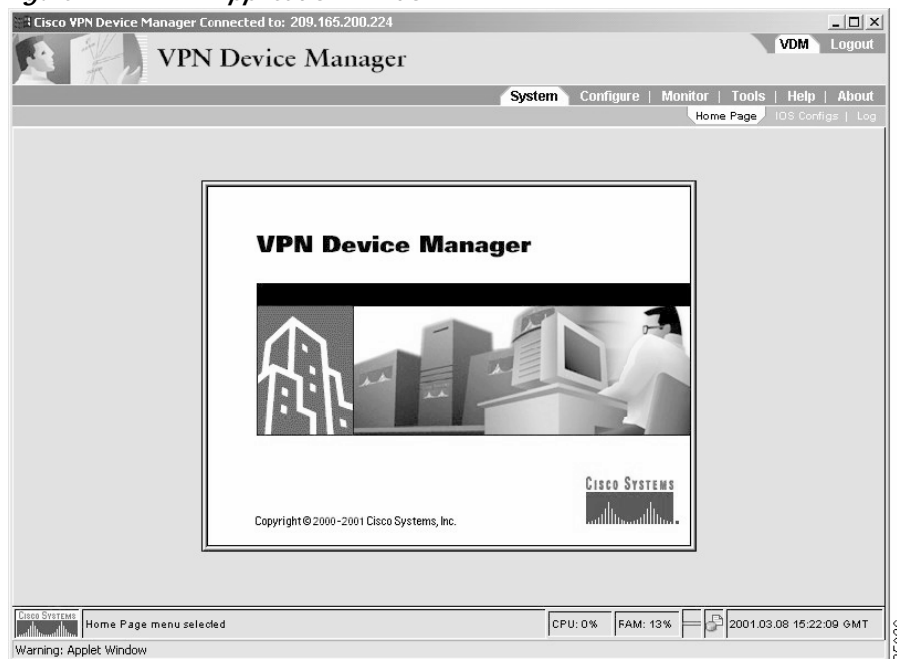 Cisco VPN Device Manager Connected to: 209.165.200.224
VPN Device Manager
VDM Logout
System Configure | Monitor | Tools | Help | About
Home Page IOS Configs | Log
VPN Device Manager
CISCO SYSTEMS
Copyright © 2000-2001 Cisco Systems, Inc.
CISCO SYSTEMS
Home Page menu selected
CPU: 0% FAM: 13% 2001.03.08 15:22:09 GMT
Warning: Applet Window